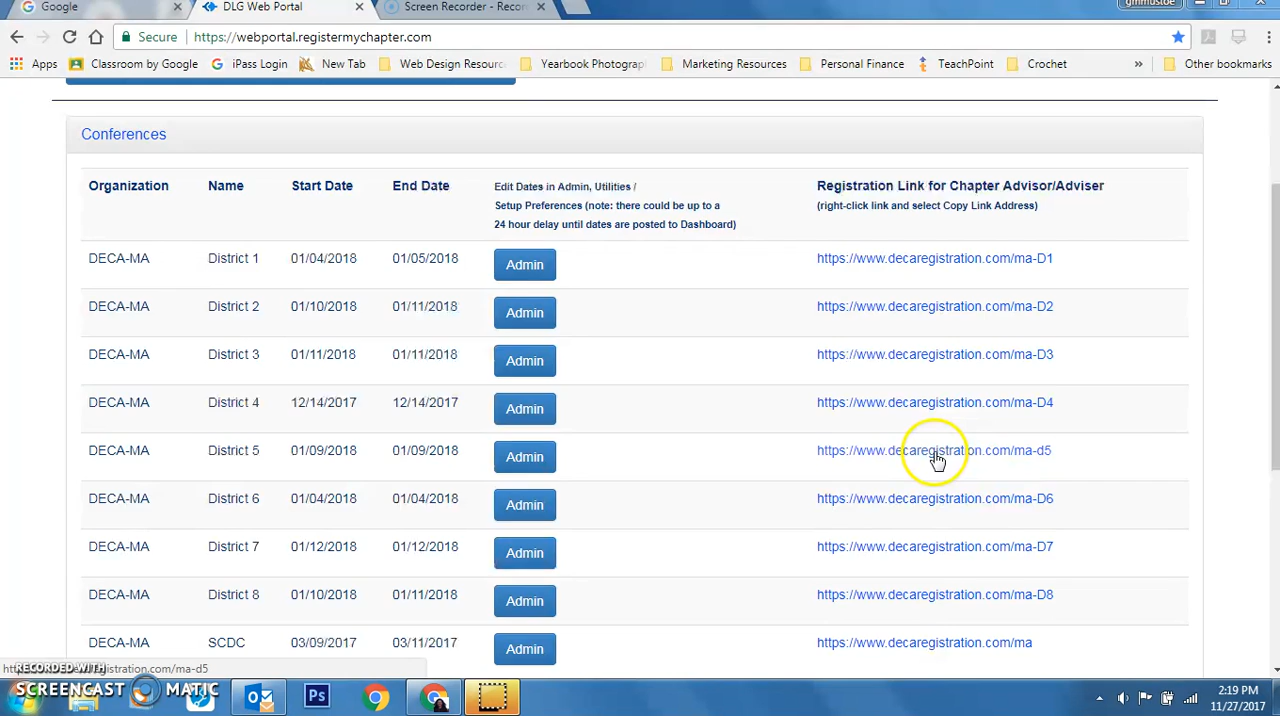 Google
DLG Web Portal
Screen Recorder - Recor
gmmustoe
Secure
https://webportal.registermychapter.com
Apps
Classroom by Google
iPass Login
New Tab
Web Design Resourc
Yearbook Photograp
Marketing Resources
Personal Finance
TeachPoint
Crochet
»
Other bookmarks
Conferences
Organization Name Start Date End Date Edit Dates in Admin, Utilities / Registration Link for Chapter Advisor/Adviser
Setup Preferences (note: there could be up to a (right-click link and select Copy Link Address)
24 hour delay until dates are posted to Dashboard)
DECA-MA District 1 01/04/2018 01/05/2018 Admin https://www.decaregistration.com/ma-D1
DECA-MA District 2 01/10/2018 01/11/2018 Admin https://www.decaregistration.com/ma-D2
DECA-MA District 3 01/11/2018 01/11/2018 Admin https://www.decaregistration.com/ma-D3
DECA-MA District 4 12/14/2017 12/14/2017 Admin https://www.decaregistration.com/ma-D4
DECA-MA District 5 01/09/2018 01/09/2018 Admin https://www.decaregistration.com/ma-d5
DECA-MA District 6 01/04/2018 01/04/2018 Admin https://www.decaregistration.com/ma-D6
DECA-MA District 7 01/12/2018 01/12/2018 Admin https://www.decaregistration.com/ma-D7
DECA-MA District 8 01/10/2018 01/11/2018 Admin https://www.decaregistration.com/ma-D8
DECA-MA SCDC 03/09/2017 03/11/2017 Admin https://www.decaregistration.com/ma
RECORDED WITH
SCREENCAST MATIC
Ps
2:19 PM
11/27/2017